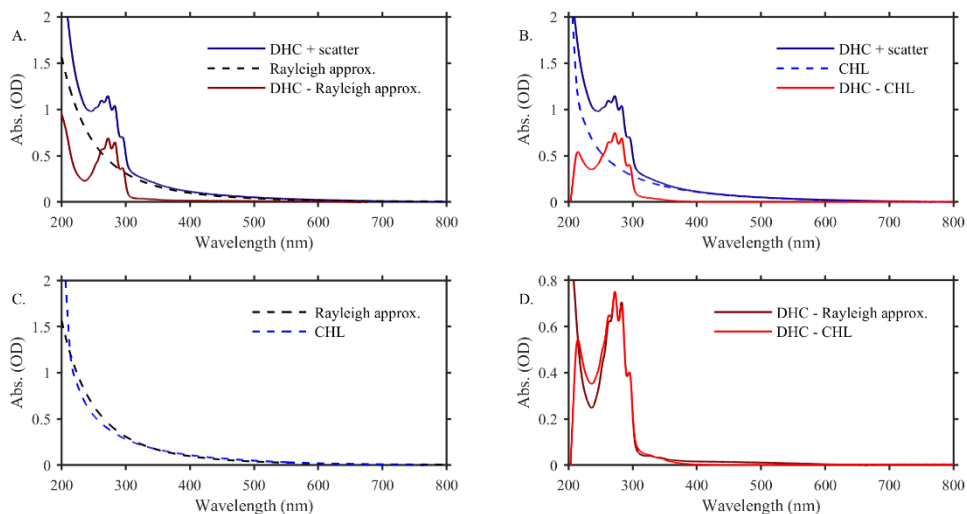 A.
Abs. (OD)
2
1.5
1
0.5
0
200 300 400 500 600 700 800
Wavelength (nm)
DHC + scatter
Rayleigh approx.
DHC - Rayleigh approx.
B.
Abs. (OD)
2
1.5
1
0.5
0
200 300 400 500 600 700 800
Wavelength (nm)
DHC + scatter
CHL
DHC - CHL
C.
Abs. (OD)
2
1.5
1
0.5
0
200 300 400 500 600 700 800
Wavelength (nm)
Rayleigh approx.
CHL
D.
Abs. (OD)
0.8
0.6
0.4
0.2
0
200 300 400 500 600 700 800
Wavelength (nm)
DHC - Rayleigh approx.
DHC - CHL